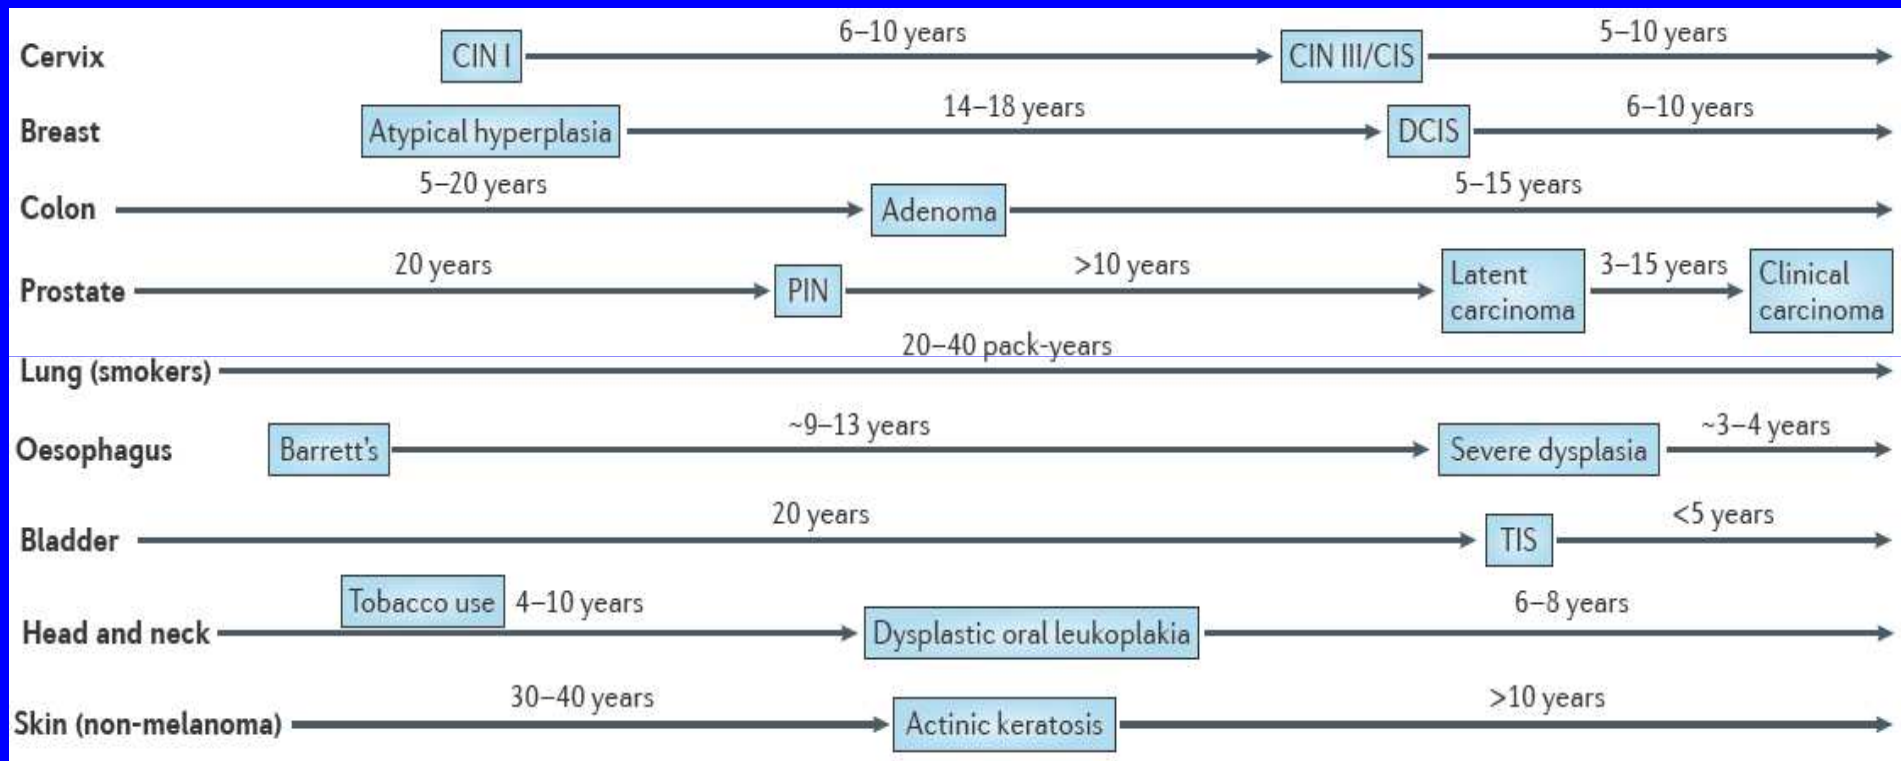 6–10 years 5–10 years
Cervix CIN I CIN III/CIS
14–18 years 6–10 years
Breast Atypical hyperplasia DCIS
5–20 years 5–15 years
Colon Adenoma
20 years >10 years 3–15 years
Prostate PIN Latent carcinoma Clinical carcinoma
20–40 pack-years
Lung (smokers)
~9–13 years ~3–4 years
Oesophagus Barrett's Severe dysplasia
20 years <5 years
Bladder TIS
Tobacco use 4–10 years 6–8 years
Head and neck Dysplastic oral leukoplakia
30–40 years >10 years
Skin (non-melanoma) Actinic keratosis